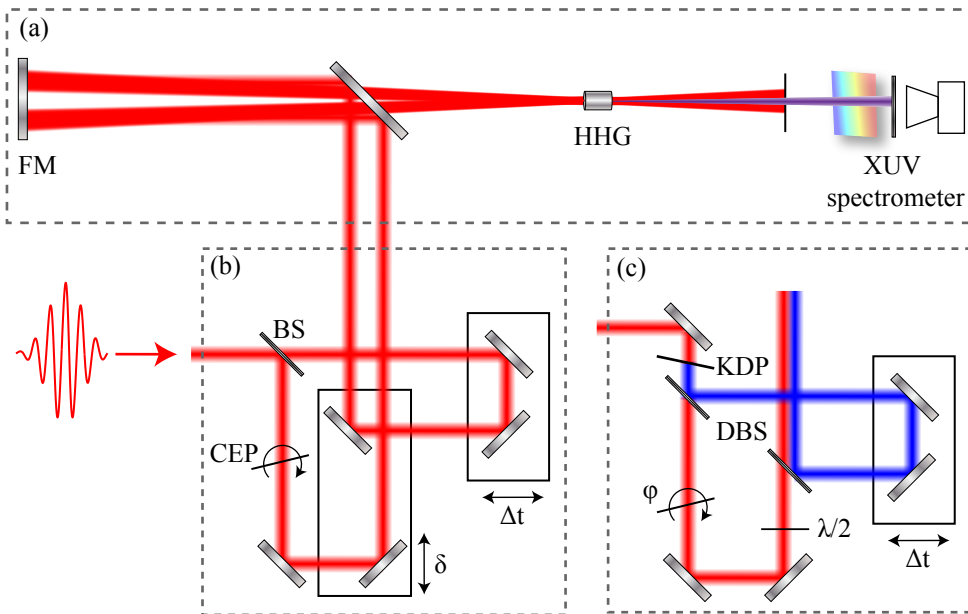 (a)
FM
HHG
XUV
spectrometer
(b)
BS
CEP
Δt
δ
(c)
KDP
DBS
φ
λ/2
Δt